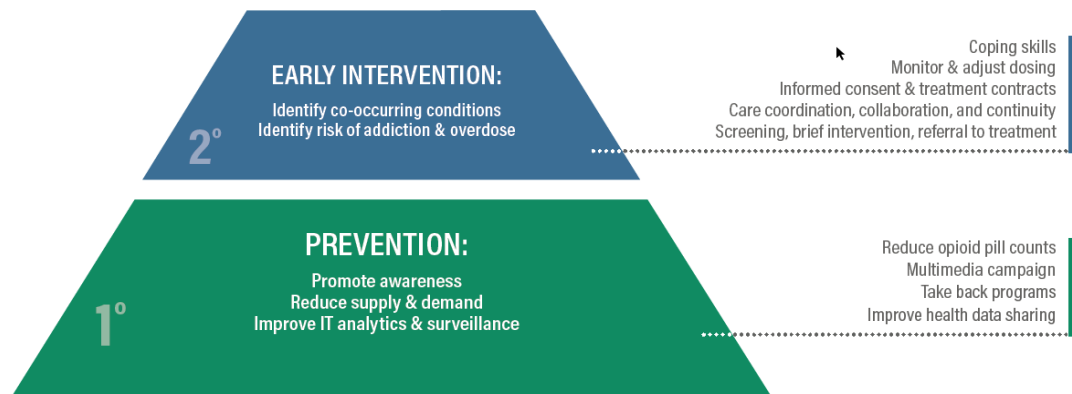 EARLY INTERVENTION:
Identify co-occurring conditions
Identify risk of addiction & overdose
2°
Coping skills
Monitor & adjust dosing
Informed consent & treatment contracts
Care coordination, collaboration, and continuity
Screening, brief intervention, referral to treatment
PREVENTION:
Promote awareness
Reduce supply & demand
Improve IT analytics & surveillance
1°
Reduce opioid pill counts
Multimedia campaign
Take back programs
Improve health data sharing